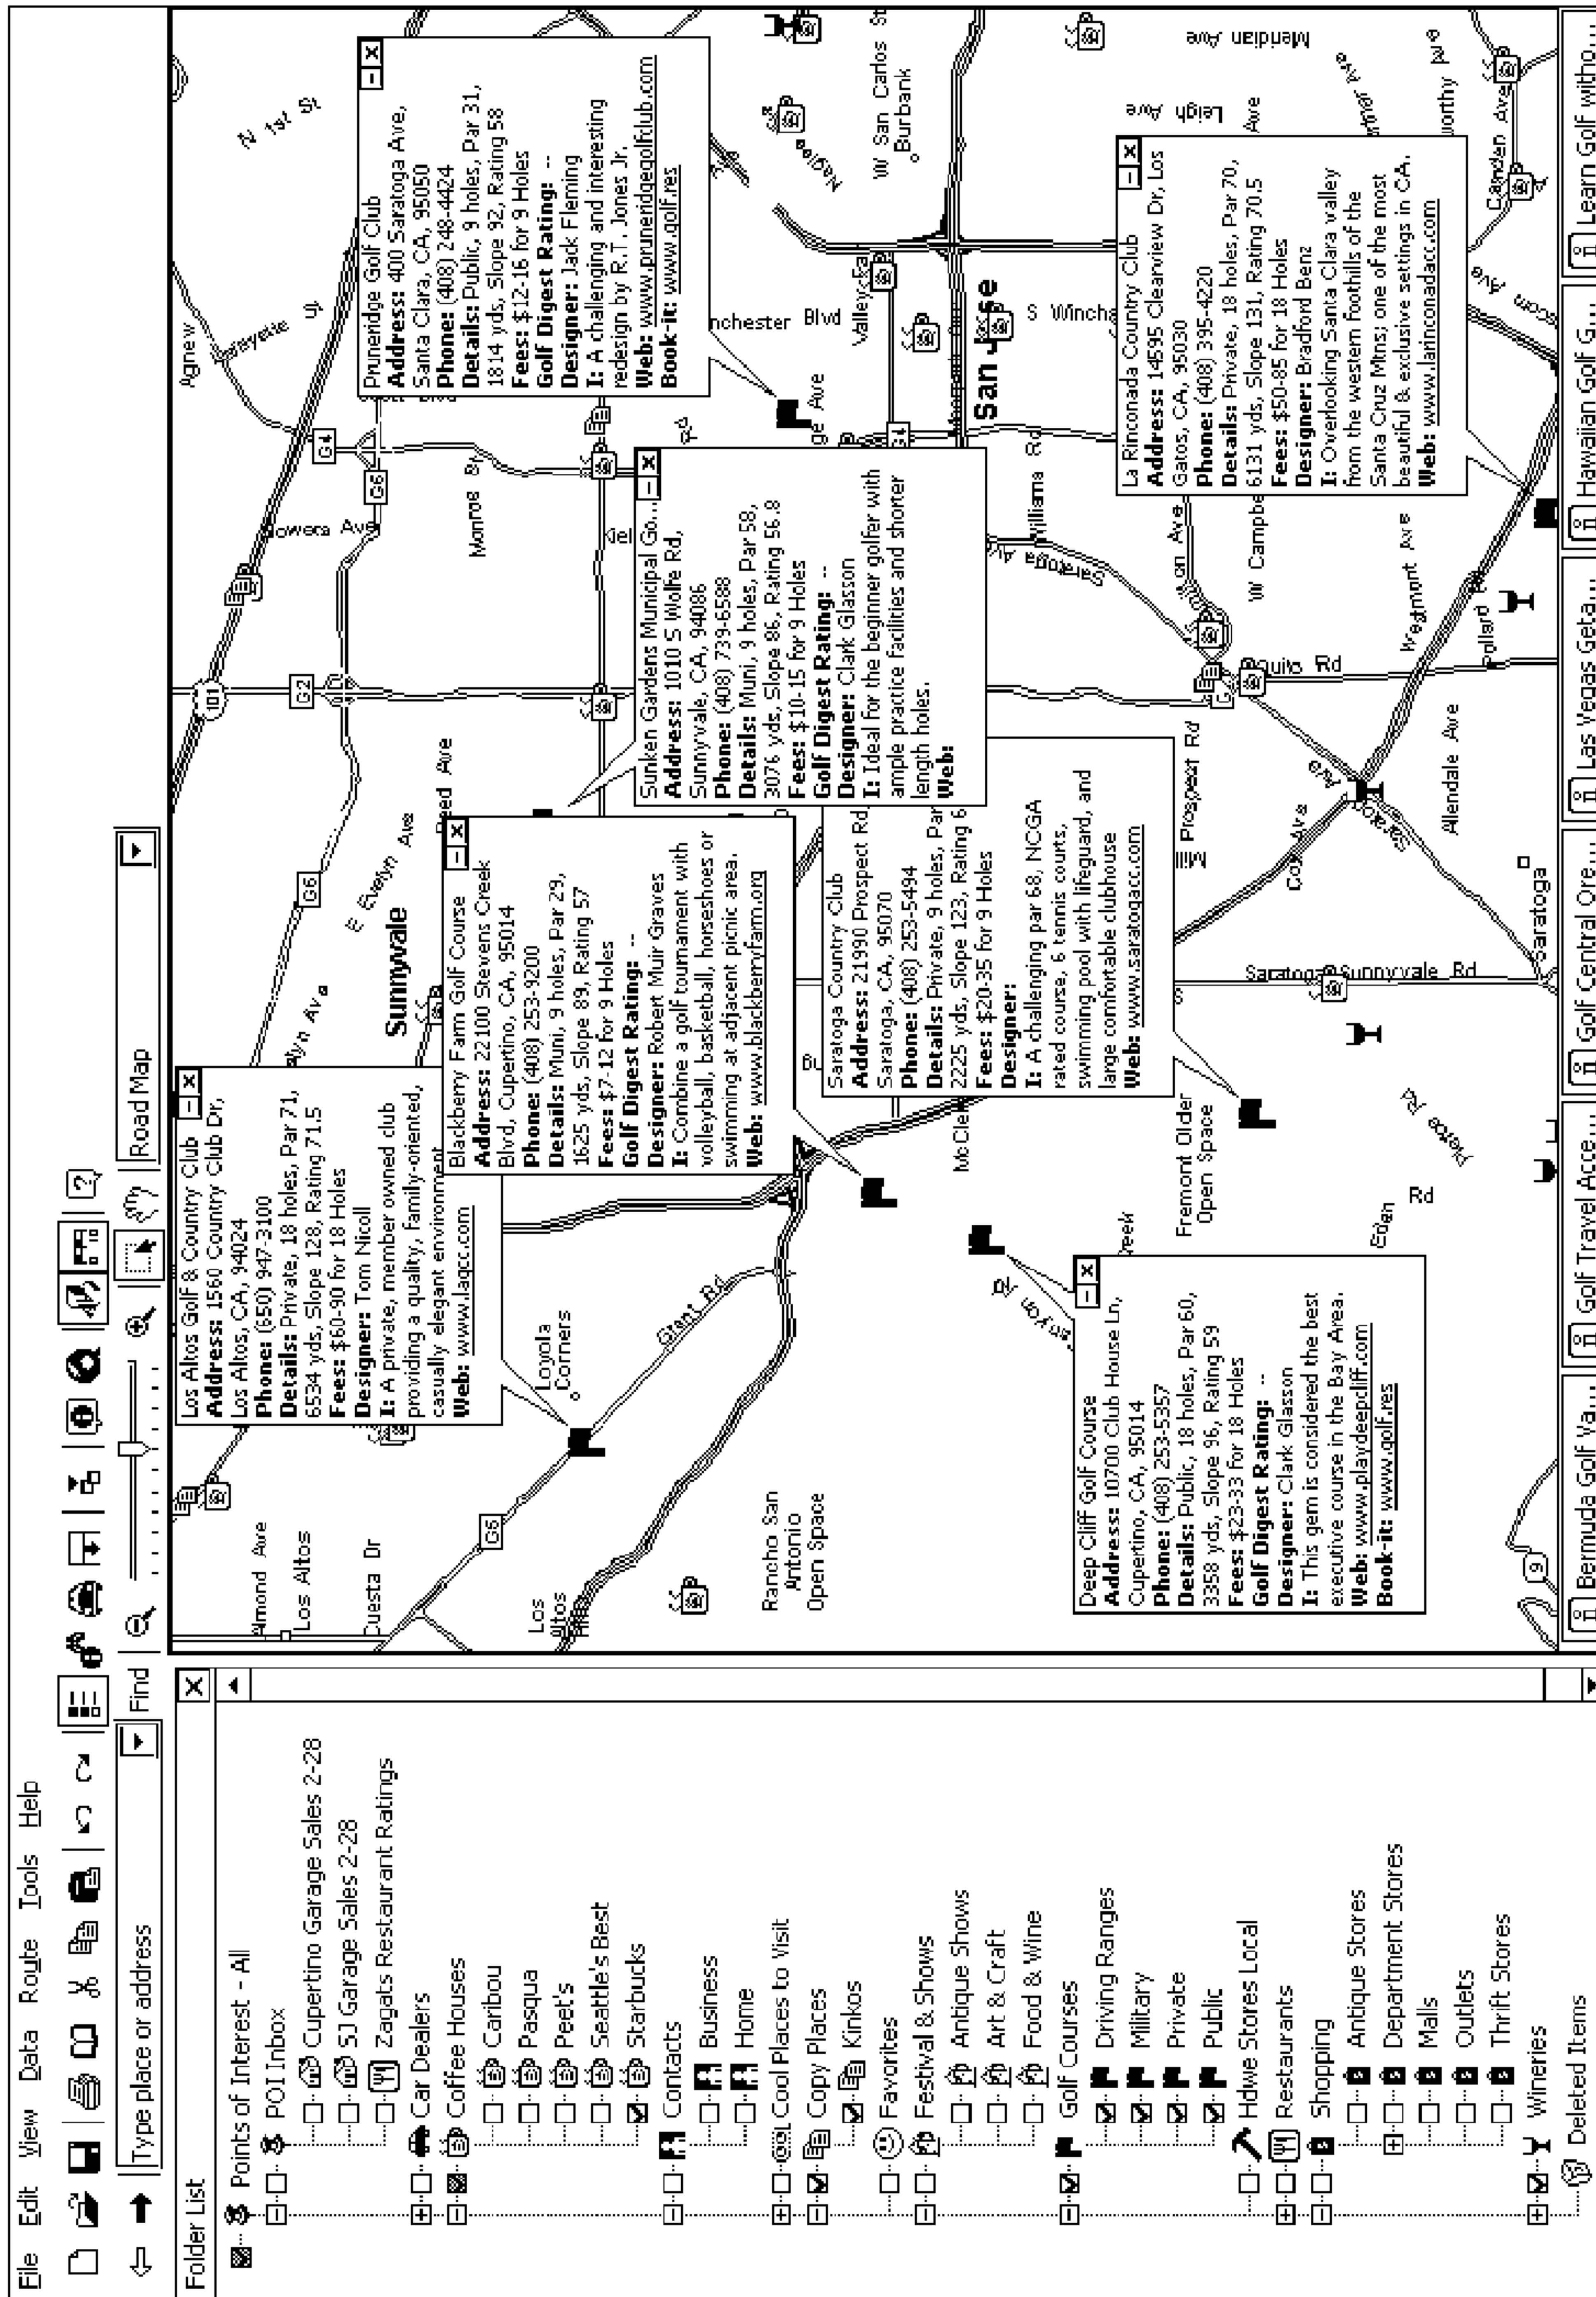 File Edit View Data Route Tools Help
Type place or address
Find
Road Map
Folder List
Points of Interest - All
POI Inbox
Cupertino Garage Sales 2-28
SJ Garage Sales 2-28
Zagats Restaurant Ratings
Car Dealers
Coffee Houses
Caribou
Pasqua
Peet's
Seattle's Best
Starbucks
Contacts
Business
Home
Cool Places to Visit
Copy Places
Kinkos
Favorites
Festival & Shows
Antique Shows
Art & Craft
Food & Wine
Golf Courses
Driving Ranges
Military
Private
Public
Hdwe Stores Local
Restaurants
Shopping
Antique Stores
Department Stores
Malls
Outlets
Thrift Stores
Wineries
Deleted Items
Los Altos Golf & Country Club
Address: 1560 Country Club Dr,
Los Altos, CA, 94024
Phone: (650) 947-3100
Details: Private, 18 holes, Par 71,
6534 yds, Slope 128, Rating 71.5
Fees: $60-90 for 18 Holes
Designer: Tom Nicoll
I: A private, member owned club
providing a quality, family-oriented,
casually elegant environment
Web: www.lagcc.com
Blackberry Farm Golf Course
Address: 22100 Stevens Creek
Blvd, Cupertino, CA, 95014
Phone: (408) 253-9200
Details: Muni, 9 holes, Par 29,
1625 yds, Slope 89, Rating 57
Fees: $7-12 for 9 Holes
Golf Digest Rating: --
Designer: Robert Muir Graves
I: Combine a golf tournament with
volleyball, basketball, horseshoes or
swimming at adjacent picnic area.
Web: www.blackberryfarm.org
Pruneridge Golf Club
Address: 400 Saratoga Ave,
Santa Clara, CA, 95050
Phone: (408) 248-4424
Details: Public, 9 holes, Par 31,
1814 yds, Slope 92, Rating 58
Fees: $12-16 for 9 Holes
Golf Digest Rating: --
Designer: Jack Fleming
I: A challenging and interesting
redesign by R.T. Jones Jr.
Web: www.pruneridgegolfclub.com
Book-it: www.golf.res
Sunken Gardens Municipal Go...
Address: 1010 S Wolfe Rd,
Sunnyvale, CA, 94086
Phone: (408) 739-6588
Details: Muni, 9 holes, Par 58,
3076 yds, Slope 86, Rating 56.8
Fees: $10-15 for 9 Holes
Golf Digest Rating: --
Designer: Clark Glasson
I: Ideal for the beginner golfer with
ample practice facilities and shorter
length holes.
Web:
Saratoga Country Club
Address: 21990 Prospect Rd,
Saratoga, CA, 95070
Phone: (408) 253-5494
Details: Private, 9 holes, Par
2225 yds, Slope 123, Rating 6
Fees: $20-35 for 9 Holes
Designer:
I: A challenging par 68, NCGA
rated course, 6 tennis courts,
swimming pool with lifeguard, and
large comfortable clubhouse
Web: www.saratogacc.com
Deep Cliff Golf Course
Address: 10700 Club House Ln,
Cupertino, CA, 95014
Phone: (408) 253-5357
Details: Public, 18 holes, Par 60,
3358 yds, Slope 96, Rating 59
Fees: $23-33 for 18 Holes
Golf Digest Rating: --
Designer: Clark Glasson
I: This gem is considered the best
executive course in the Bay Area.
Web: www.playdeepcliff.com
Book-it: www.golf.res
La Rinconada Country Club
Address: 14595 Clearview Dr, Los
Gatos, CA, 95030
Phone: (408) 395-4220
Details: Private, 18 holes, Par 70,
6131 yds, Slope 131, Rating 70.5
Fees: $50-85 for 18 Holes
Designer: Bradford Benz
I: Overlooking Santa Clara valley
from the western foothills of the
Santa Cruz Mtns; one of the most
beautiful & exclusive settings in CA.
Web: www.larinconadacc.com
Almond Ave
Los Altos
Cuesta Dr
G6
Loyola
Corners
Grant Rd
Los
Altos
Hills
Rancho San
Antonio
Open Space
Sunnyvale
E Evelyn Ave
G6
G2
101
G4
G6
Agnew
N 1st St
Monroe St
Reed Ave
San Jose
S Wincha
nchester Blvd
W San Carlos St
Burbank
Meridian Ave
Leigh Ave
Williams Rd
Saratoga Av
W Campbe
Westmont Ave
Pollard
Prospect Rd
Cox Ave
Allendale Ave
Saratoga
Saratoga Sunnyvale Rd
Fremont Older
Open Space
Pierce Rd
Eden Rd
Camden Ave
9
Bermuda Golf Va...
Golf Travel Acce...
Golf Central Ore...
Las Vegas Geta...
Hawaiian Golf G...
Learn Golf witho...